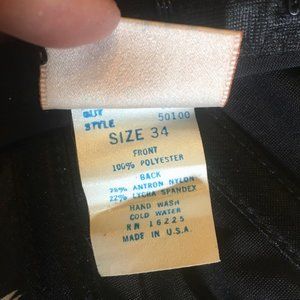 CUT 50100
STYLE
SIZE 34
FRONT
100% POLYESTER
BACK
78% ANTRON NYLON
22% LYCRA SPANDEX
HAND WASH
COLD WATER
RN 16225
MADE IN U.S.A.